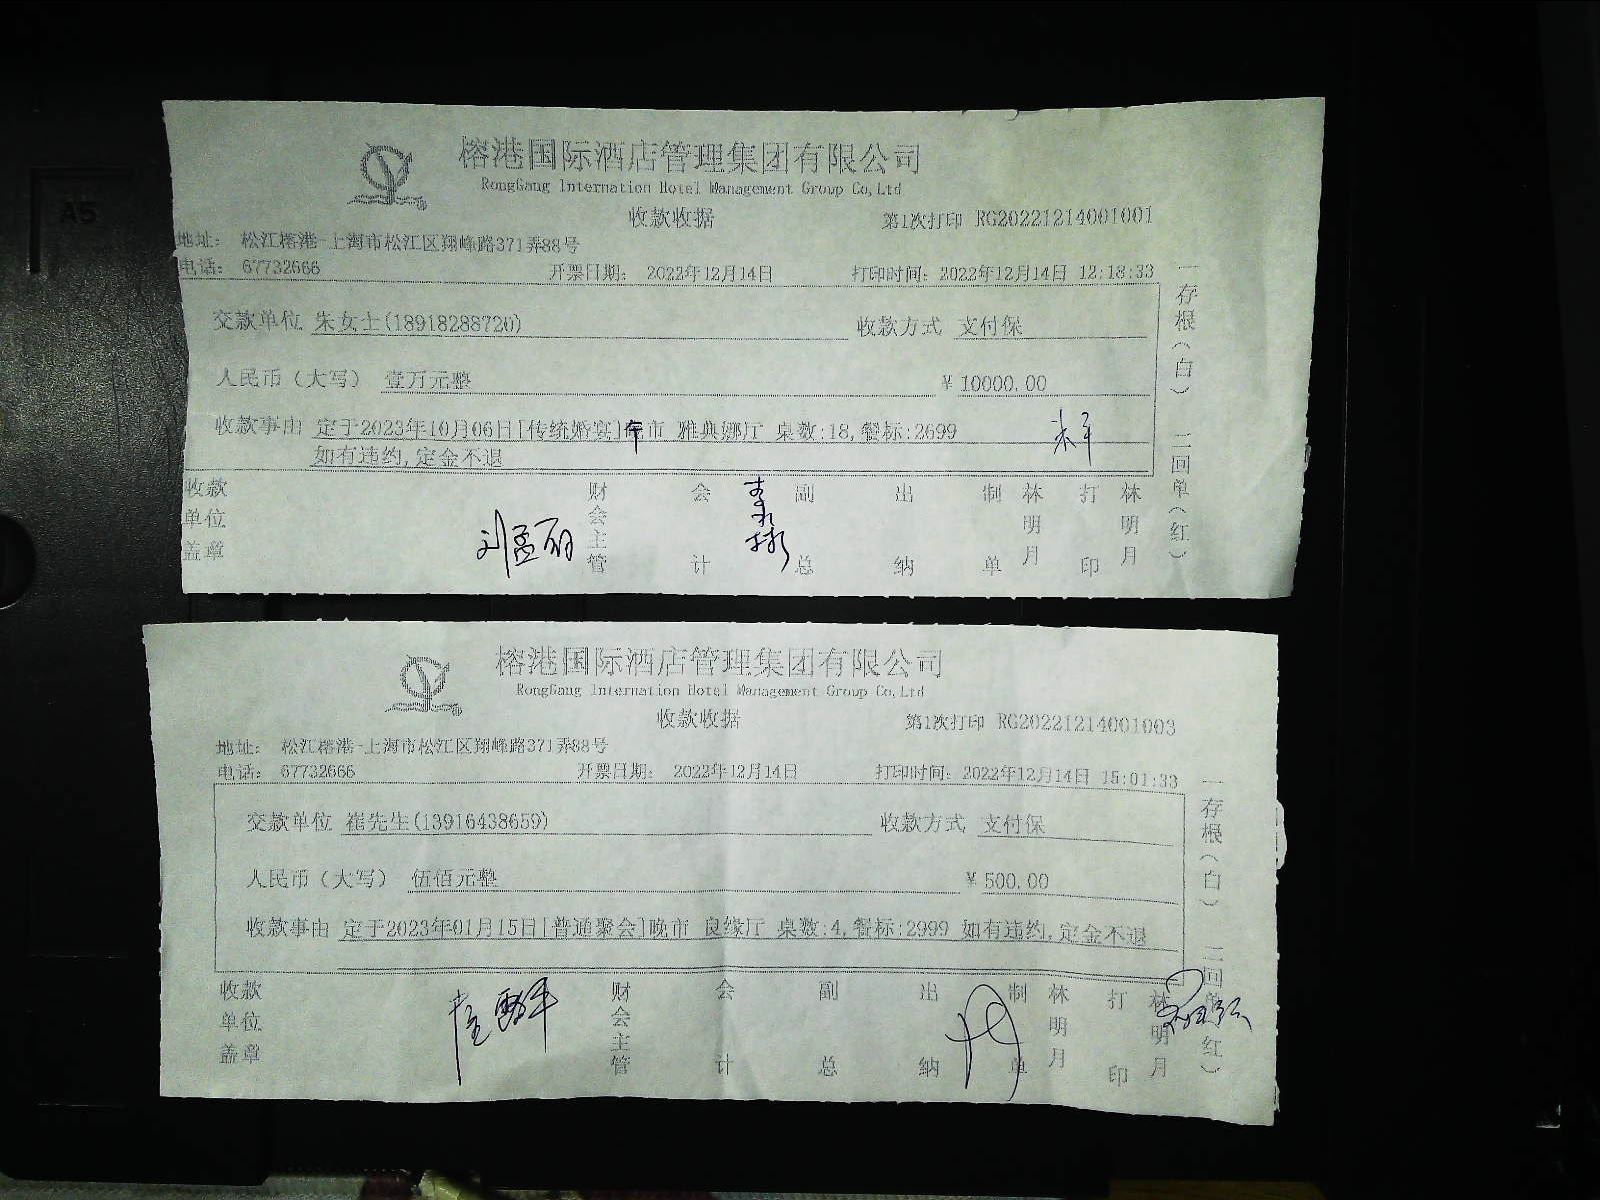 A5
榕港国际酒店管理集团有限公司
RongGang Internation Hotel Management Group Co,Ltd
收款收据 第1次打印 RG20221214001001
地址： 松江榕港-上海市松江区翔峰路371弄88号
电话： 67732666 开票日期： 2022年12月14日 打印时间：2022年12月14日 12:18:33
交款单位 朱女士(18918288720) 收款方式 支付保
人民币（大写） 壹万元整 ￥10000.00
收款事由 定于2023年10月06日[传统婚宴]午市 雅典娜厅 桌数:18,餐标:2699
如有违约,定金不退
收款单位盖章 财会主管 会计 副总 出纳 制单 林明月 打印 林明月
一存根（白） 二回单（红）
榕港国际酒店管理集团有限公司
RongGang Internation Hotel Management Group Co,Ltd
收款收据 第1次打印 RG20221214001003
地址： 松江榕港-上海市松江区翔峰路371弄88号
电话： 67732666 开票日期： 2022年12月14日 打印时间：2022年12月14日 15:01:33
交款单位 崔先生(13916438659) 收款方式 支付保
人民币（大写） 伍佰元整 ￥500.00
收款事由 定于2023年01月15日[普通聚会]晚市 良缘厅 桌数:4,餐标:2999 如有违约,定金不退
收款单位盖章 财会主管 会计 副总 出纳 制单 林明月 打印 林明月
一存根（白） 二回单（红）